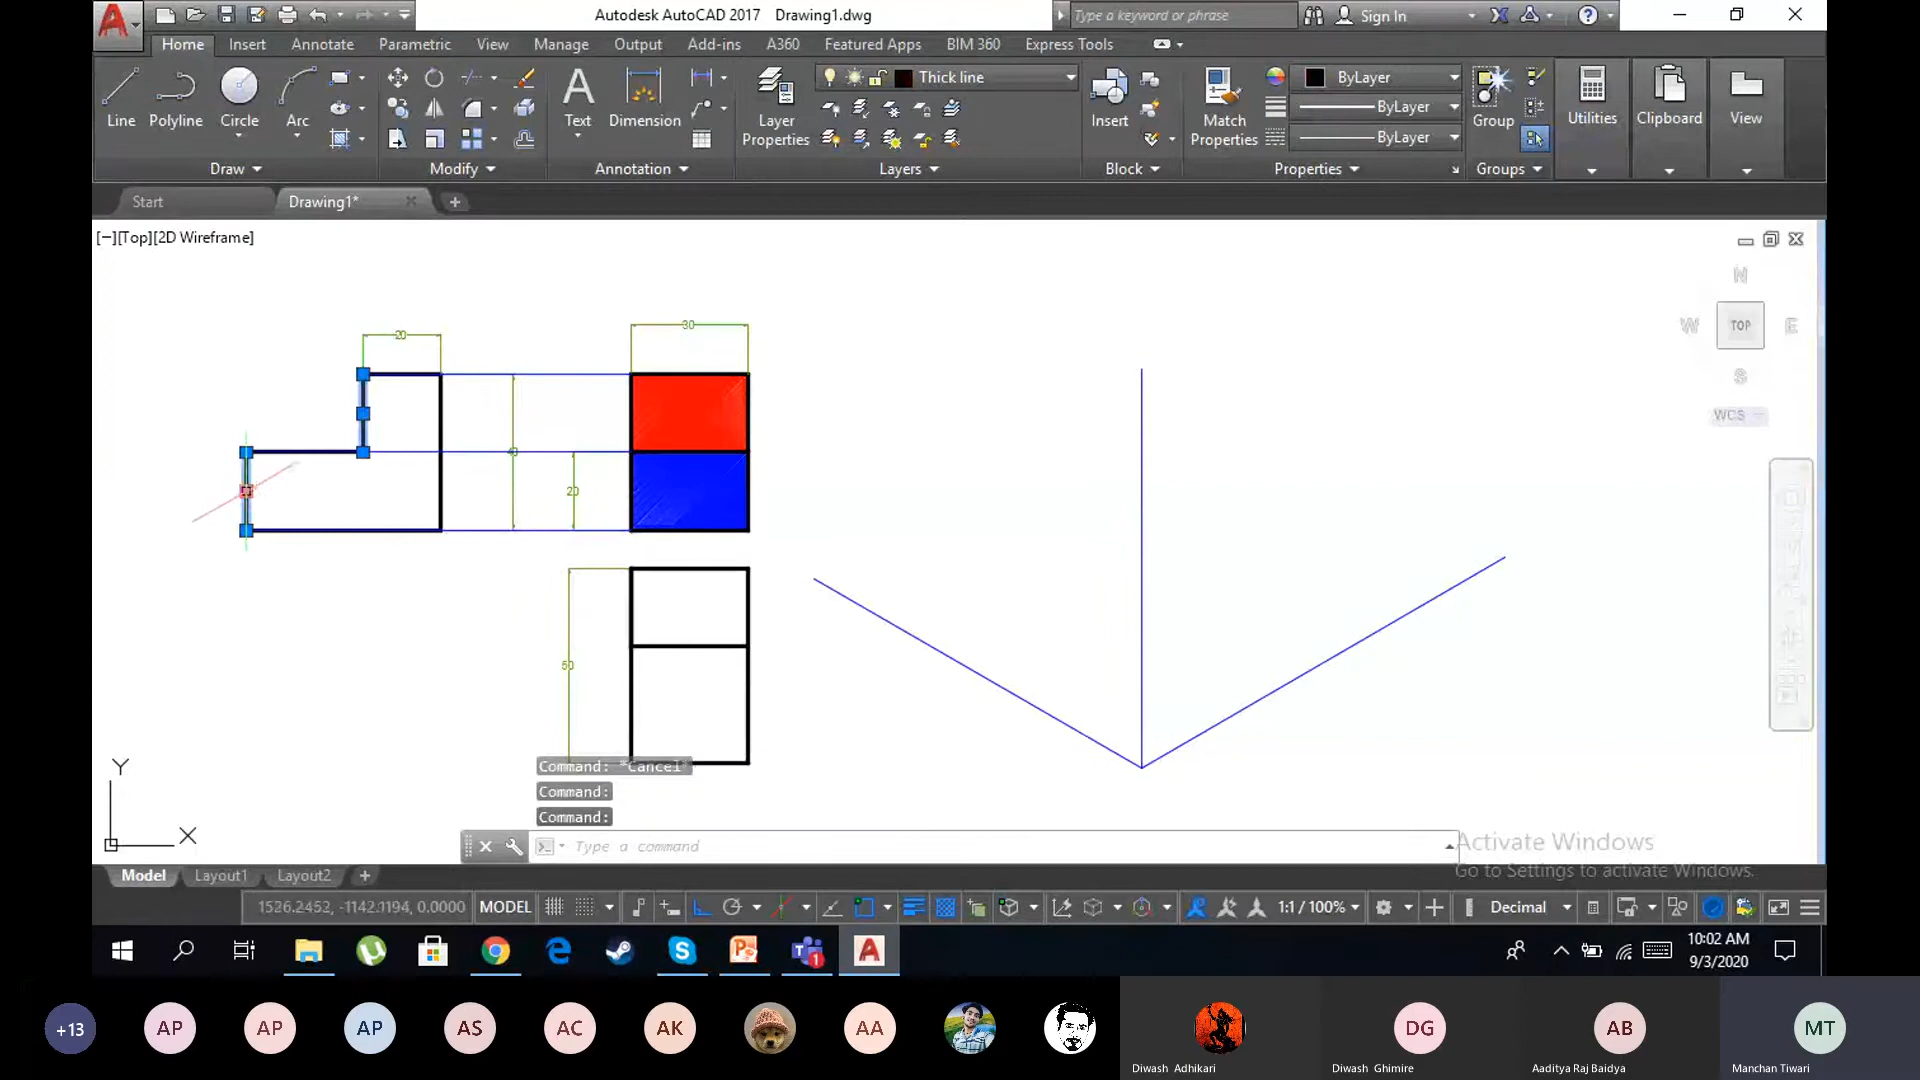 Autodesk AutoCAD 2017 Drawing1.dwg
Type a keyword or phrase
Sign In
Home Insert Annotate Parametric View Manage Output Add-ins A360 Featured Apps BIM 360 Express Tools
Line Polyline Circle Arc
Text Dimension
Layer Properties
Thick line
Insert
Match Properties
ByLayer
ByLayer
ByLayer
Group
Utilities
Clipboard
View
Draw Modify Annotation Layers Block Properties Groups
Start Drawing1*
[−][Top][2D Wireframe]
N
W TOP E
S
WCS
20
30
40
20
50
Y
X
Command: *Cancel*
Command:
Command:
Type a command
Activate Windows
Go to Settings to activate Windows.
Model Layout1 Layout2
1526.2452, -1142.1194, 0.0000 MODEL 1:1 / 100% Decimal
1
10:02 AM
9/3/2020
+13 AP AP AP AS AC AK AA DG AB MT
Diwash Adhikari Diwash Ghimire Aaditya Raj Baidya Manchan Tiwari